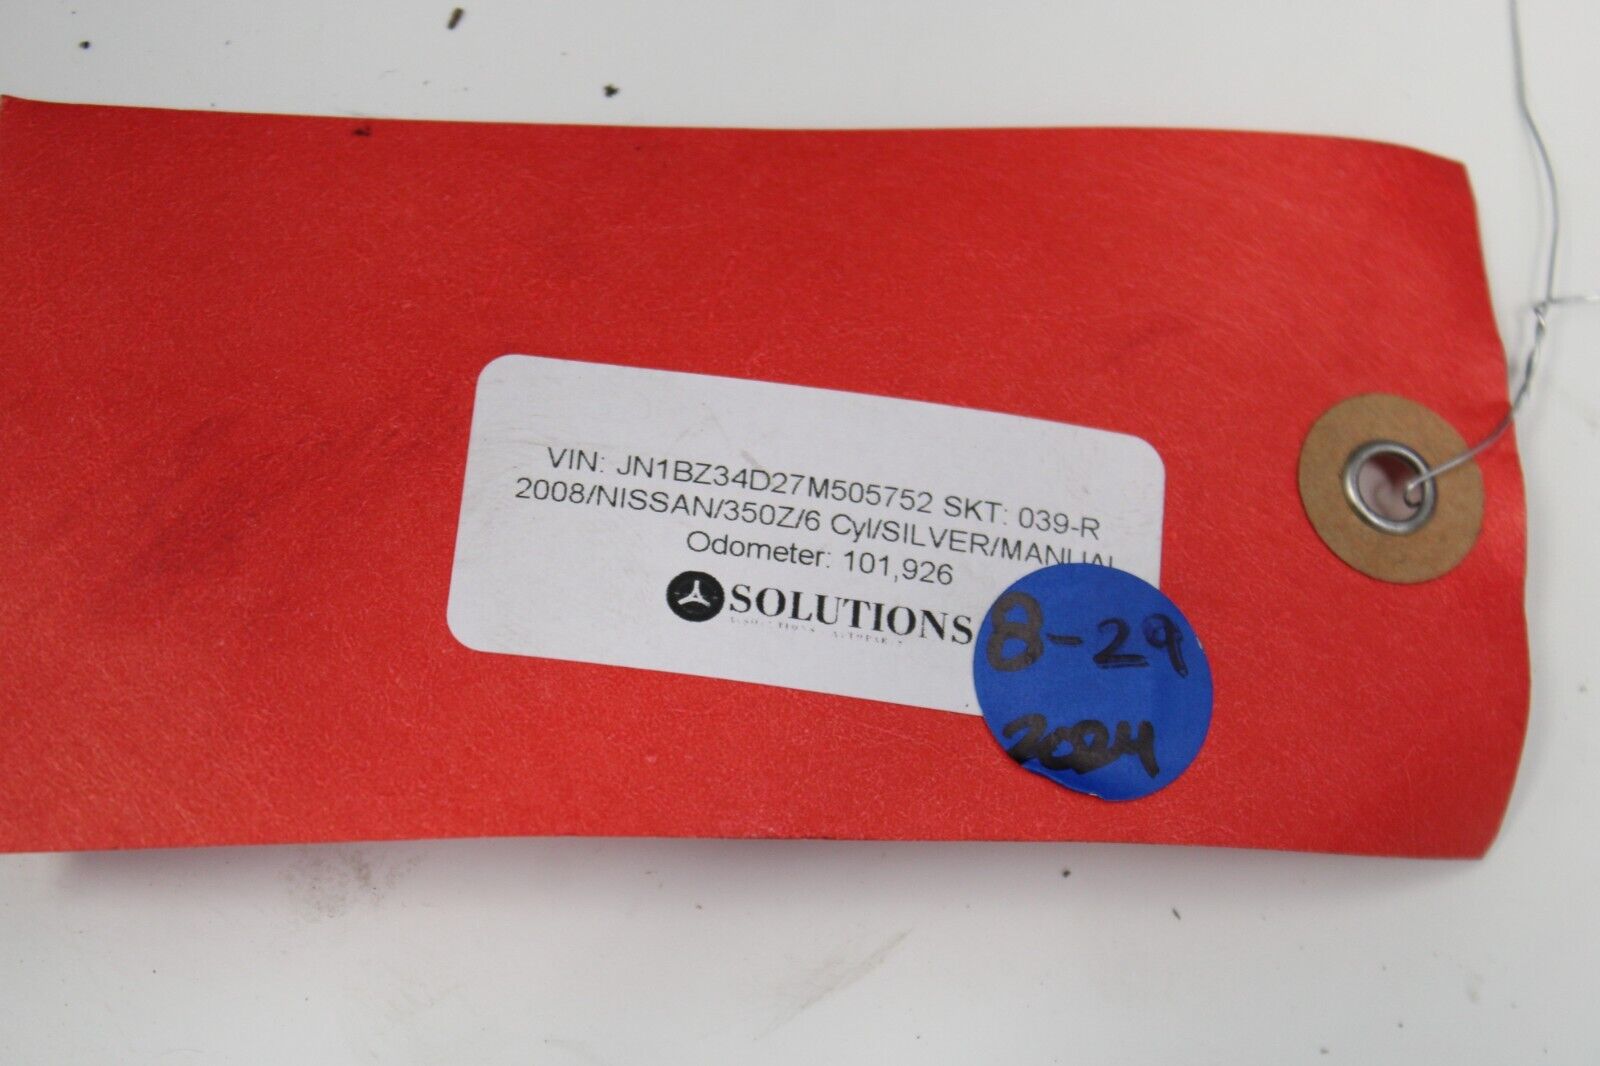 VIN: JN1BZ34D27M505752 SKT: 039-R
2008/NISSAN/350Z/6 Cyl/SILVER/MANUAL
Odometer: 101,926
SOLUTIONS
8-29
2024